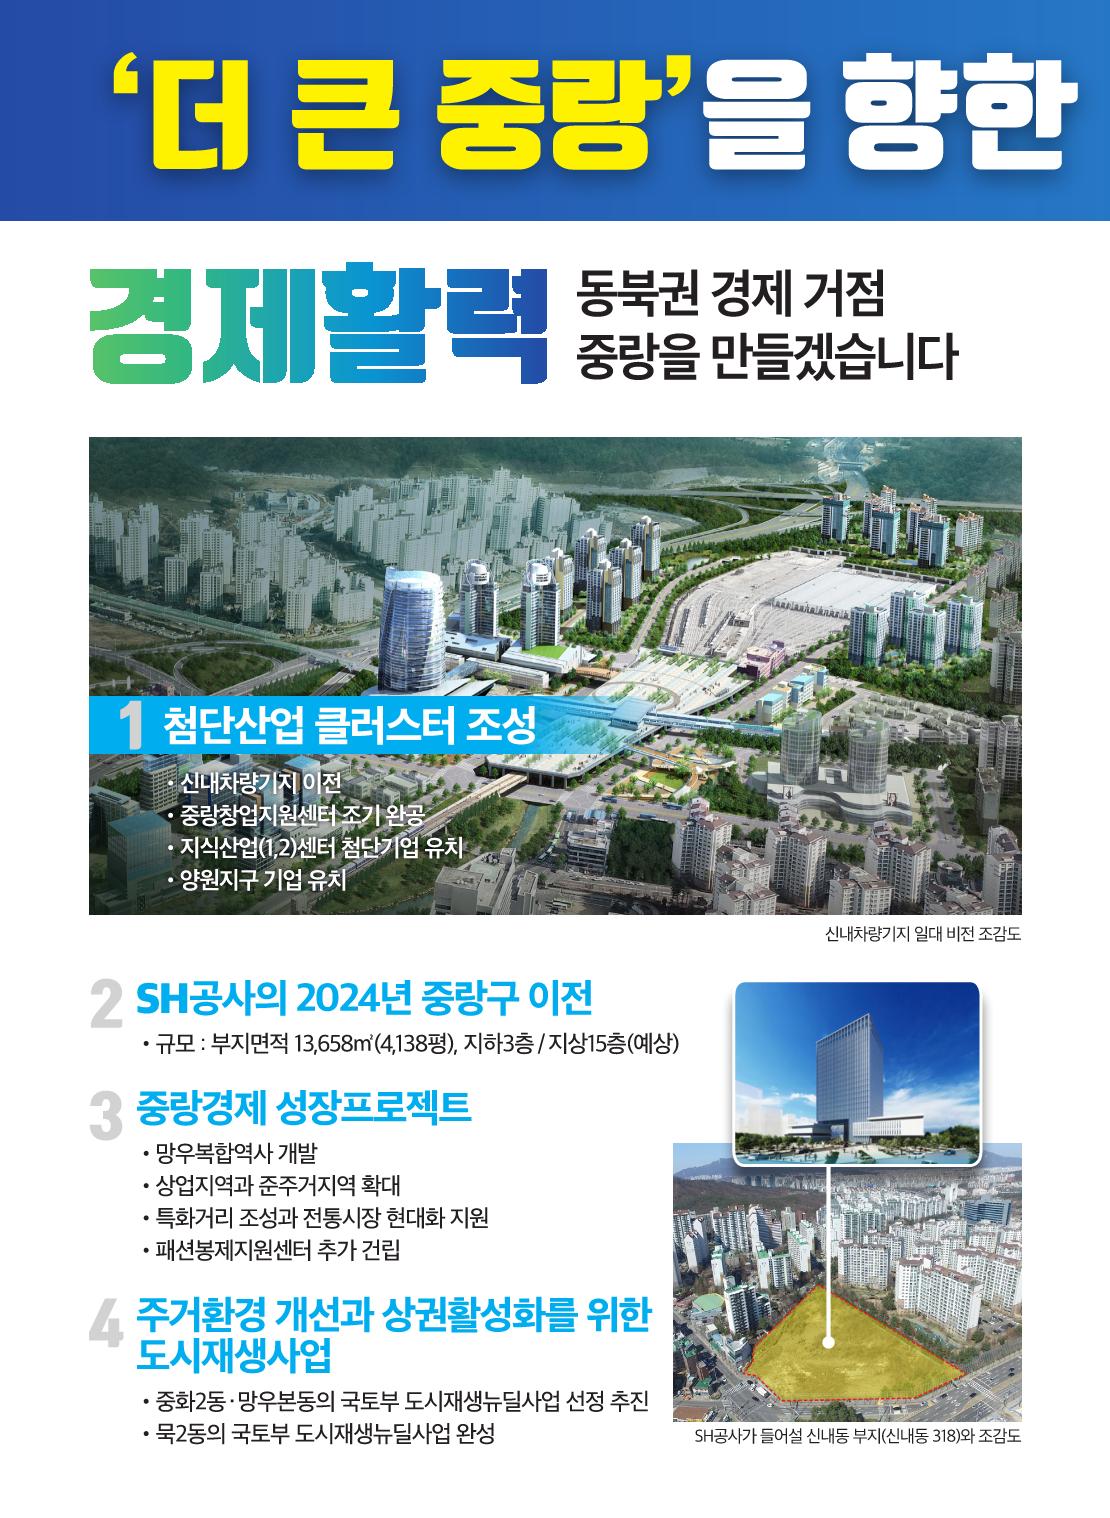 ‘더 큰 중랑’을 향한
경제활력
동북권 경제 거점
중랑을 만들겠습니다
1 첨단산업 클러스터 조성
• 신내차량기지 이전
• 중랑창업지원센터 조기 완공
• 지식산업(1,2)센터 첨단기업 유치
• 양원지구 기업 유치
신내차량기지 일대 비전 조감도
2 SH공사의 2024년 중랑구 이전
• 규모 : 부지면적 13,658㎡(4,138평), 지하3층 / 지상15층(예상)
3 중랑경제 성장프로젝트
• 망우복합역사 개발
• 상업지역과 준주거지역 확대
• 특화거리 조성과 전통시장 현대화 지원
• 패션봉제지원센터 추가 건립
4 주거환경 개선과 상권활성화를 위한
도시재생사업
• 중화2동·망우본동의 국토부 도시재생뉴딜사업 선정 추진
• 묵2동의 국토부 도시재생뉴딜사업 완성
SH공사가 들어설 신내동 부지(신내동 318)와 조감도